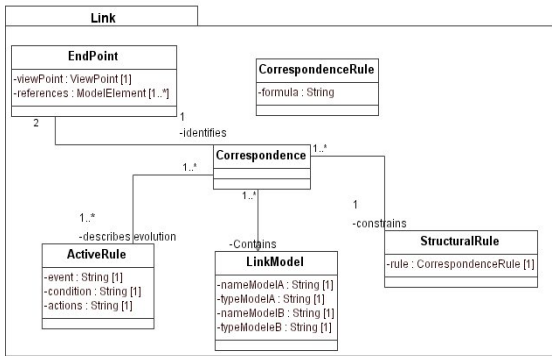 Link
EndPoint
-viewPoint : ViewPoint [1]
-references : ModelElement [1..*]
CorrespondenceRule
-formula : String
2
1
-identifies
Correspondence
1..*
1..*
1..*
1..*
-describes evolution
-Contains
1
-constrains
ActiveRule
-event : String [1]
-condition : String [1]
-actions : String [1]
LinkModel
-nameModelA : String [1]
-typeModelA : String [1]
-nameModelB : String [1]
-typeModeleB : String [1]
StructuralRule
-rule : CorrespondenceRule [1]